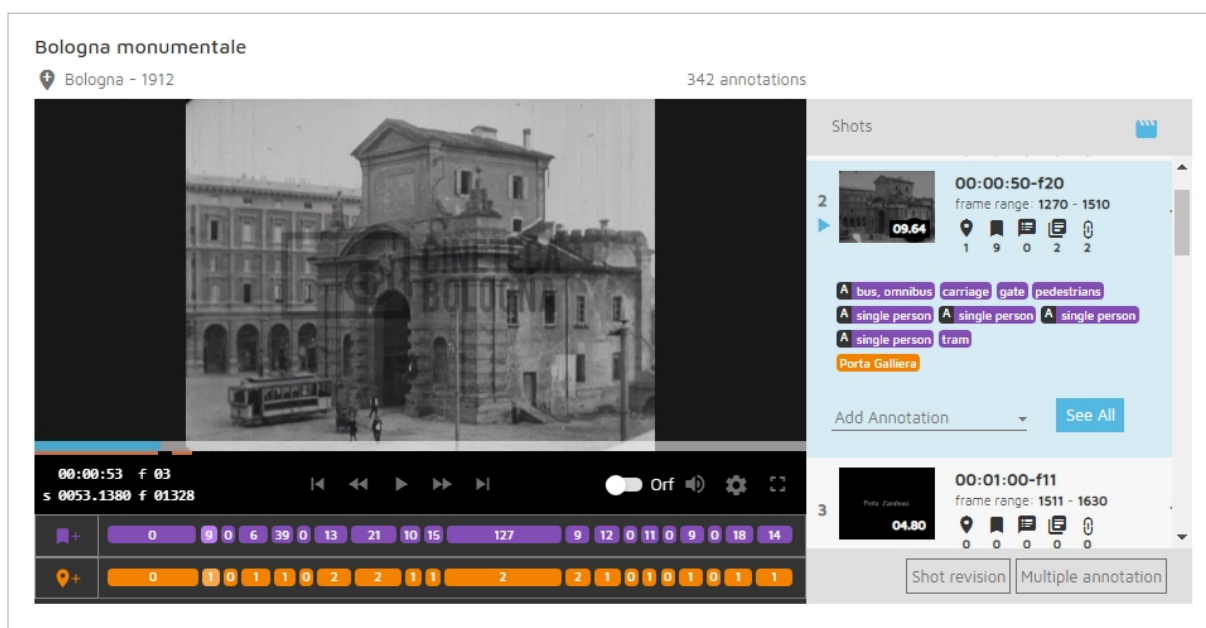 Bologna monumentale
Bologna - 1912
342 annotations
CINETECA
BOLOGNA
00:00:53 f 03
s 0053.1380 f 01328
Orf
0 9 0 6 39 0 13 21 10 15 127 9 12 0 11 0 9 0 18 14
0 1 0 1 1 0 2 2 1 1 2 2 1 0 1 0 1 0 1 1
Shots
2
09.64
00:00:50-f20
frame range: 1270 - 1510
1 9 0 2 2
A bus, omnibus carriage gate pedestrians
A single person A single person A single person
A single person tram
Porta Galliera
Add Annotation
See All
3
Porta Zamboni
04.80
00:01:00-f11
frame range: 1511 - 1630
0 0 0 0 0
Shot revision Multiple annotation